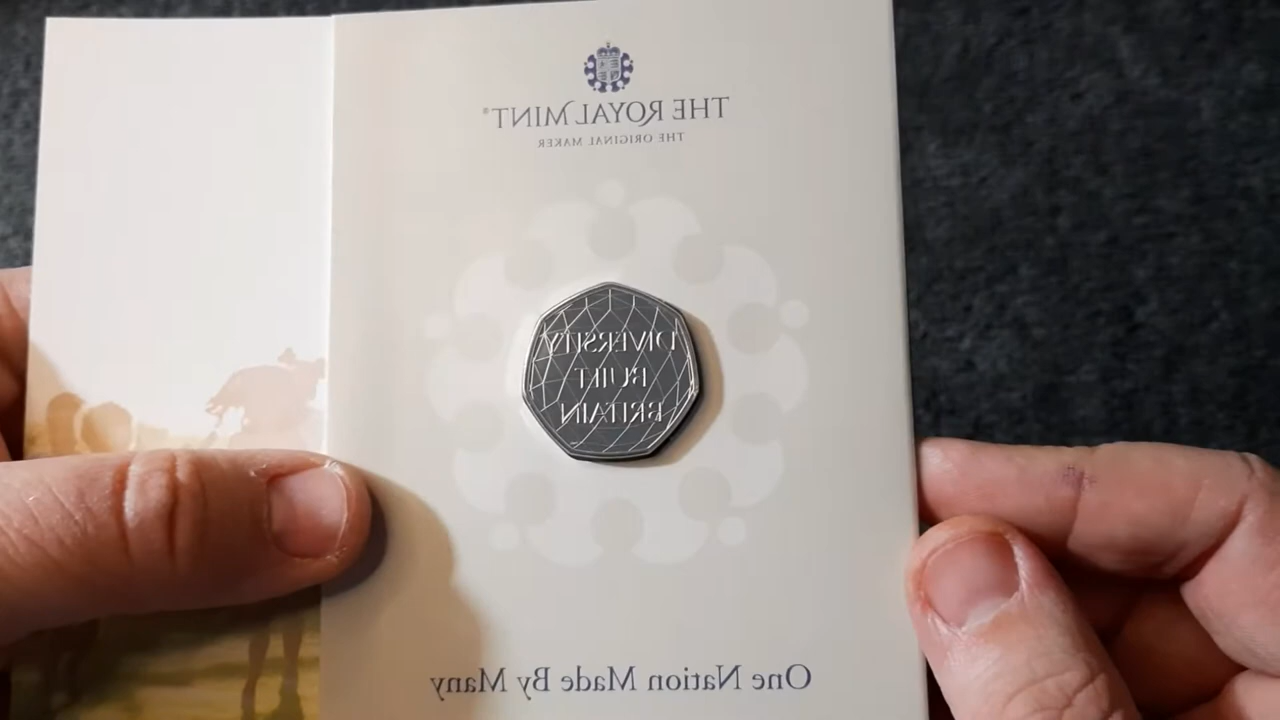 THE ROYAL MINT®
THE ORIGINAL MAKER
DIVERSITY
BUILT
BRITAIN
One Nation Made By Many